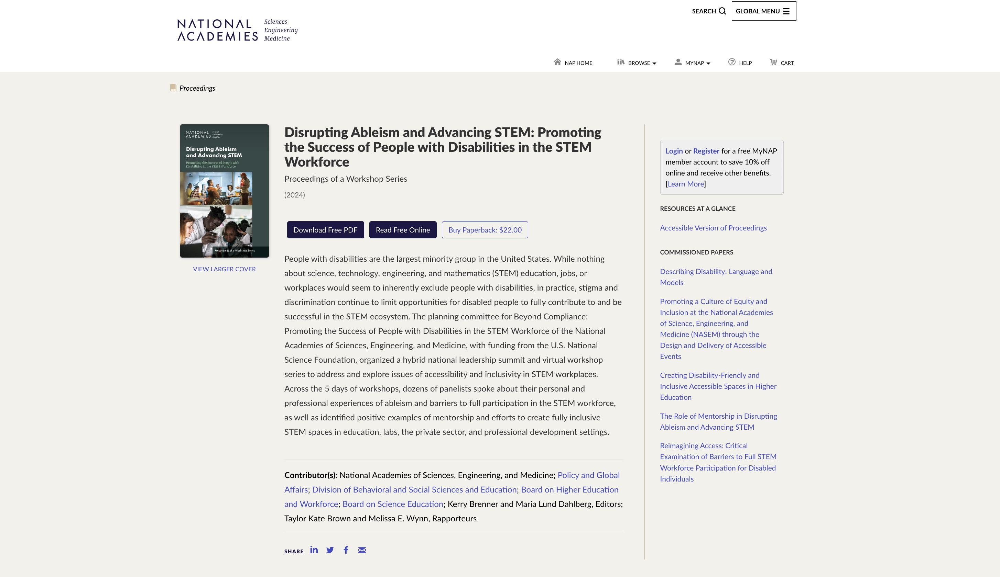 SEARCH
GLOBAL MENU
NATIONAL ACADEMIES
Sciences
Engineering
Medicine
NAP HOME
BROWSE
MYNAP
HELP
CART
Proceedings
NATIONAL
ACADEMIES
Sciences
Engineering
Medicine
Disrupting Ableism
and Advancing STEM
Promoting the Success of People with
Disabilities in the STEM Workforce
Proceedings of a Workshop Series
VIEW LARGER COVER
Disrupting Ableism and Advancing STEM: Promoting
the Success of People with Disabilities in the STEM
Workforce
Proceedings of a Workshop Series
(2024)
Download Free PDF
Read Free Online
Buy Paperback: $22.00
People with disabilities are the largest minority group in the United States. While nothing
about science, technology, engineering, and mathematics (STEM) education, jobs, or
workplaces would seem to inherently exclude people with disabilities, in practice, stigma and
discrimination continue to limit opportunities for disabled people to fully contribute to and be
successful in the STEM ecosystem. The planning committee for Beyond Compliance:
Promoting the Success of People with Disabilities in the STEM Workforce of the National
Academies of Sciences, Engineering, and Medicine, with funding from the U.S. National
Science Foundation, organized a hybrid national leadership summit and virtual workshop
series to address and explore issues of accessibility and inclusivity in STEM workplaces.
Across the 5 days of workshops, dozens of panelists spoke about their personal and
professional experiences of ableism and barriers to full participation in the STEM workforce,
as well as identified positive examples of mentorship and efforts to create fully inclusive
STEM spaces in education, labs, the private sector, and professional development settings.
Contributor(s): National Academies of Sciences, Engineering, and Medicine; Policy and Global
Affairs; Division of Behavioral and Social Sciences and Education; Board on Higher Education
and Workforce; Board on Science Education; Kerry Brenner and Maria Lund Dahlberg, Editors;
Taylor Kate Brown and Melissa E. Wynn, Rapporteurs
SHARE
Login or Register for a free MyNAP
member account to save 10% off
online and receive other benefits.
[Learn More]
RESOURCES AT A GLANCE
Accessible Version of Proceedings
COMMISSIONED PAPERS
Describing Disability: Language and
Models
Promoting a Culture of Equity and
Inclusion at the National Academies
of Science, Engineering, and
Medicine (NASEM) through the
Design and Delivery of Accessible
Events
Creating Disability-Friendly and
Inclusive Accessible Spaces in Higher
Education
The Role of Mentorship in Disrupting
Ableism and Advancing STEM
Reimagining Access: Critical
Examination of Barriers to Full STEM
Workforce Participation for Disabled
Individuals